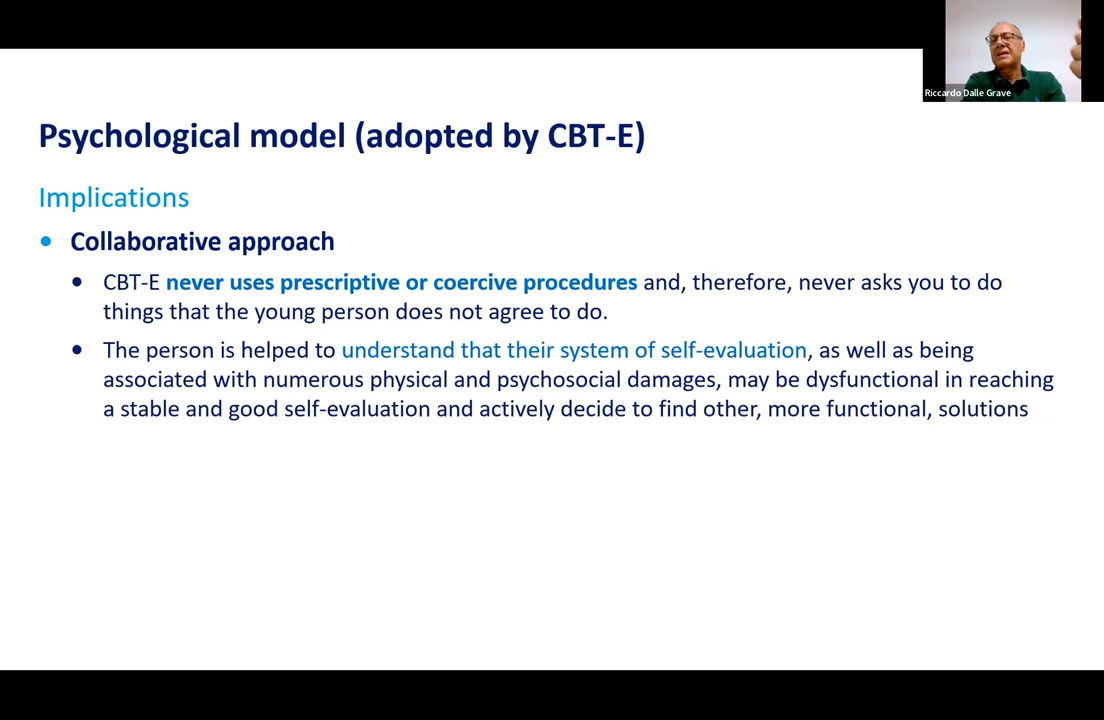 Riccardo Dalle Grave
Psychological model (adopted by CBT-E)
Implications
• Collaborative approach
• CBT-E never uses prescriptive or coercive procedures and, therefore, never asks you to do
things that the young person does not agree to do.
• The person is helped to understand that their system of self-evaluation, as well as being
associated with numerous physical and psychosocial damages, may be dysfunctional in reaching
a stable and good self-evaluation and actively decide to find other, more functional, solutions